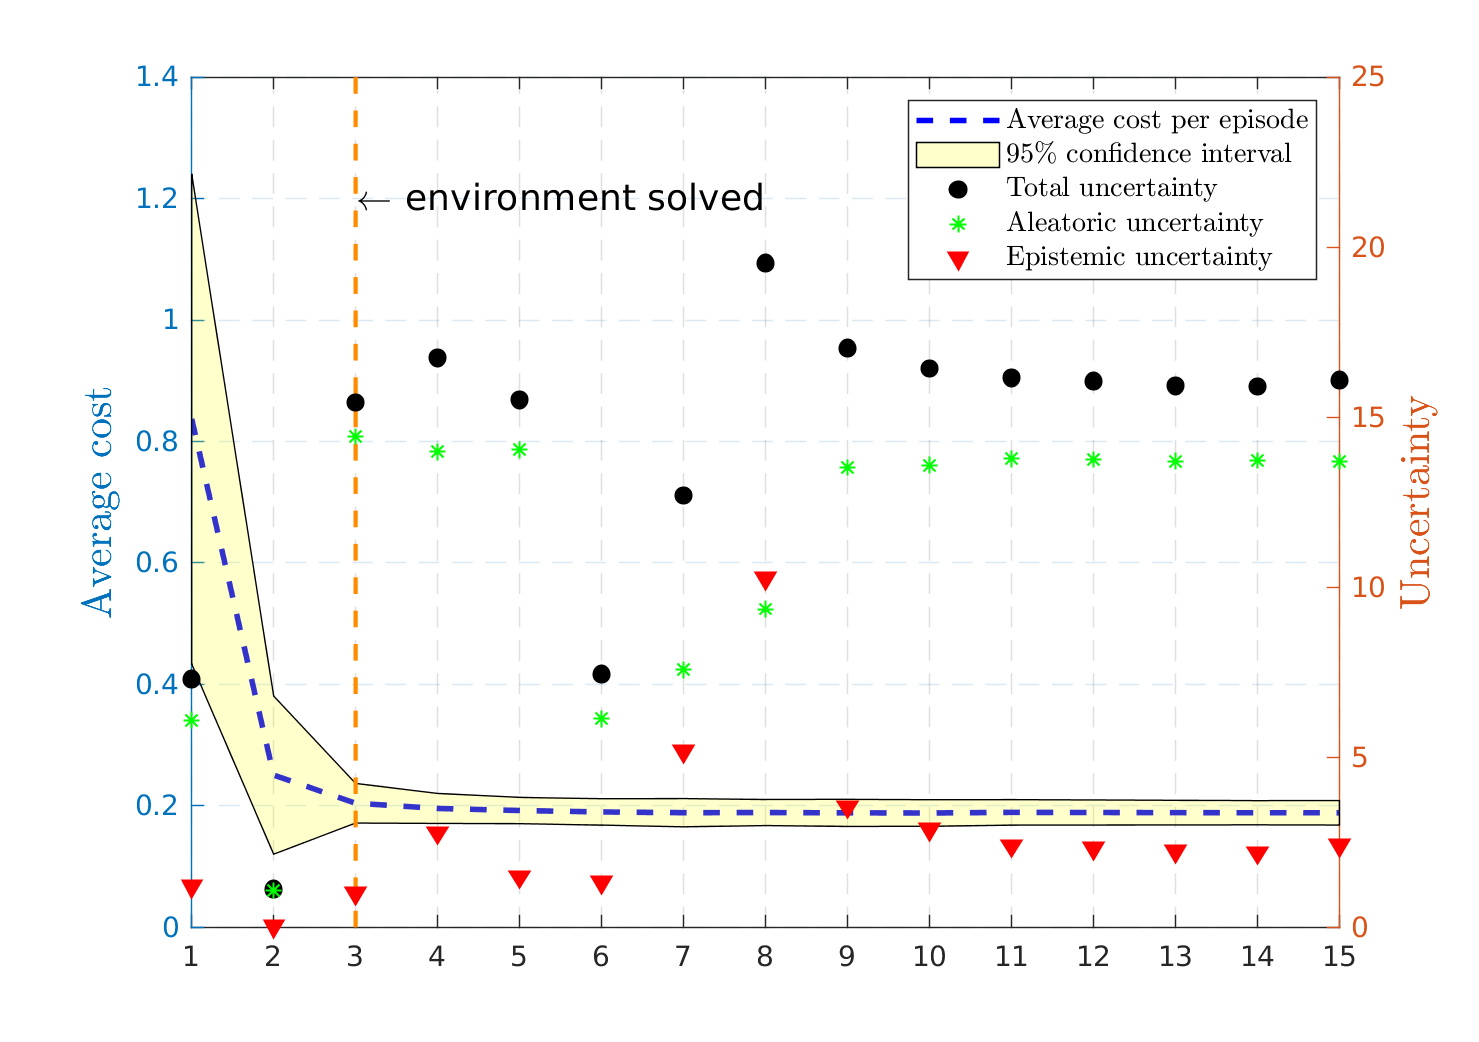 1.4
1.2
1
0.8
0.6
0.4
0.2
0
Average cost
← environment solved
Average cost per episode
95% confidence interval
Total uncertainty
Aleatoric uncertainty
Epistemic uncertainty
25
20
15
10
5
0
Uncertainty
1 2 3 4 5 6 7 8 9 10 11 12 13 14 15